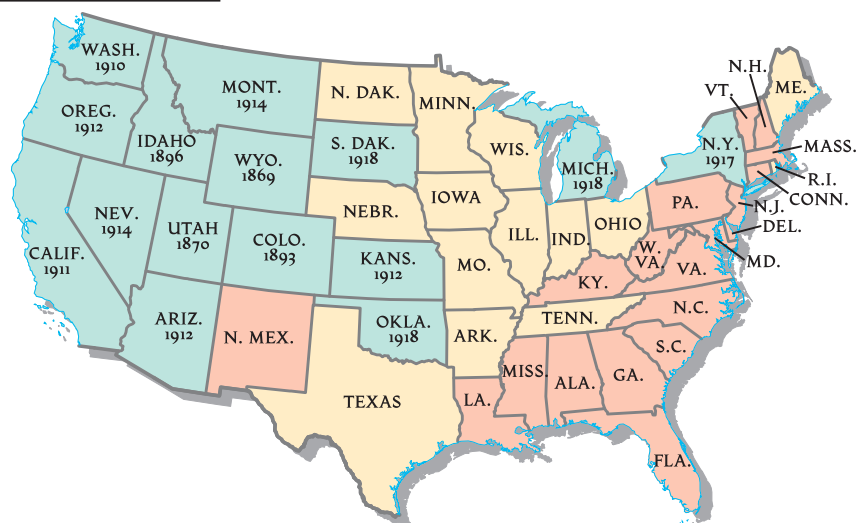 WASH.
1910
OREG.
1912
IDAHO
1896
MONT.
1914
WYO.
1869
CALIF.
1911
NEV.
1914
UTAH
1870
COLO.
1893
ARIZ.
1912
N. MEX.
N. DAK.
S. DAK.
1918
NEBR.
KANS.
1912
OKLA.
1918
TEXAS
MINN.
IOWA
MO.
ARK.
LA.
WIS.
ILL.
MICH.
1918
IND.
OHIO
KY.
TENN.
MISS.
ALA.
GA.
FLA.
S.C.
N.C.
VA.
W.
VA.
PA.
N.Y.
1917
VT.
N.H.
ME.
MASS.
R.I.
CONN.
N.J.
DEL.
MD.